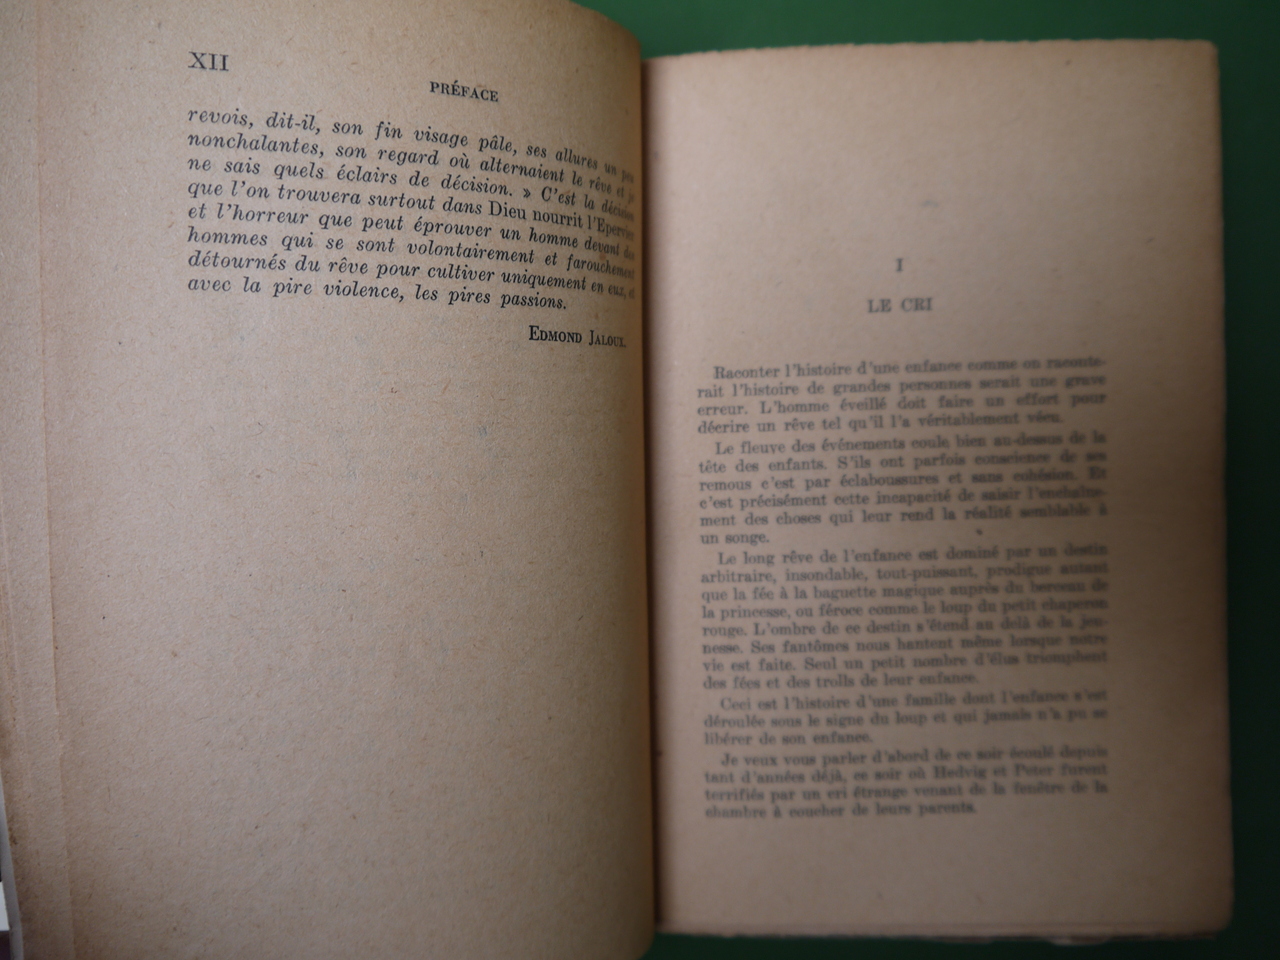 XII
PRÉFACE
revois, dit-il, son fin visage pâle, ses allures un peu
nonchalantes, son regard où alternaient le rêve et je
ne sais quels éclairs de décision. » C'est la décision
que l'on trouvera surtout dans Dieu nourrit l'Epervier
et l'horreur que peut éprouver un homme devant des
hommes qui se sont volontairement et farouchement
détournés du rêve pour cultiver uniquement en eux, et
avec la pire violence, les pires passions.
EDMOND JALOUX.
I
LE CRI
Raconter l'histoire d'une enfance comme on raconte-
rait l'histoire de grandes personnes serait une grave
erreur. L'homme éveillé doit faire un effort pour
décrire un rêve tel qu'il l'a véritablement vécu.
Le fleuve des événements coule bien au-dessus de la
tête des enfants. S'ils ont parfois conscience de ses
remous c'est par éclaboussures et sans cohésion. Et
c'est précisément cette incapacité de saisir l'enchaîne-
ment des choses qui leur rend la réalité semblable à
un songe.
Le long rêve de l'enfance est dominé par un destin
arbitraire, insondable, tout-puissant, prodigue autant
que la fée à la baguette magique auprès du berceau de
la princesse, ou féroce comme le loup du petit chaperon
rouge. L'ombre de ce destin s'étend au delà de la jeu-
nesse. Ses fantômes nous hantent même lorsque notre
vie est faite. Seul un petit nombre d'élus triomphent
des fées et des trolls de leur enfance.
Ceci est l'histoire d'une famille dont l'enfance s'est
déroulée sous le signe du loup et qui jamais n'a pu se
libérer de son enfance.
Je veux vous parler d'abord de ce soir écoulé depuis
tant d'années déjà, ce soir où Hedvig et Peter furent
terrifiés par un cri étrange venant de la fenêtre de la
chambre à coucher de leurs parents.